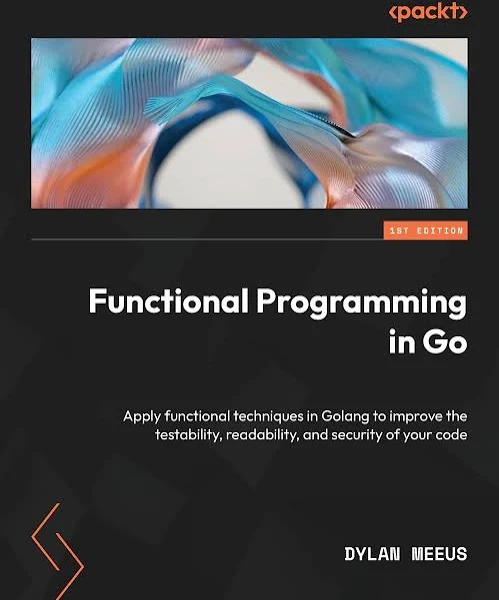 <packt>
1ST EDITION
Functional Programming
in Go
Apply functional techniques in Golang to improve the
testability, readability, and security of your code
DYLAN MEEUS